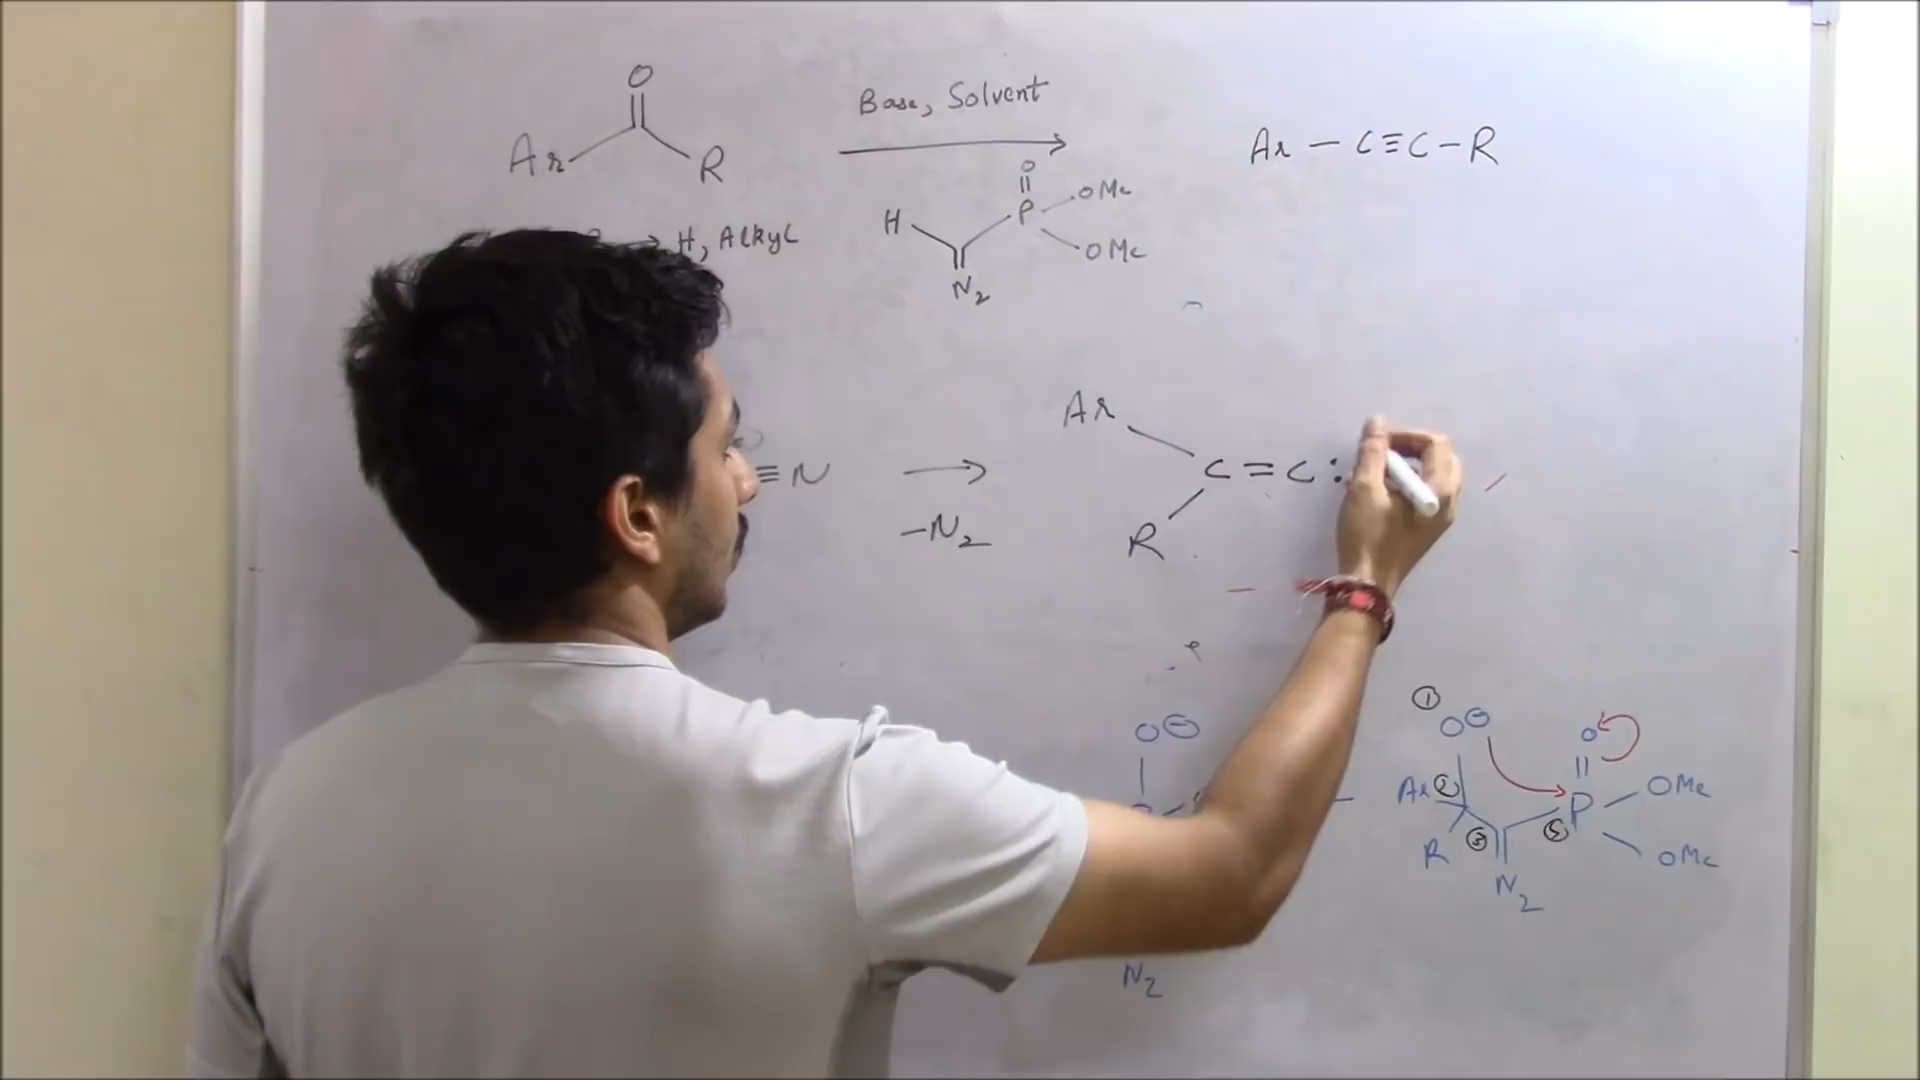 O
Ar R
Base, Solvent
Ar — C≡C — R
H, Alkyl
O
H P OMe
OMe
N2
≡N
–N2
Ar
C = C :
R
O⊖
N2
① O⊖ O
Ar ② P OMe
R ③ ⑤ OMe
N2